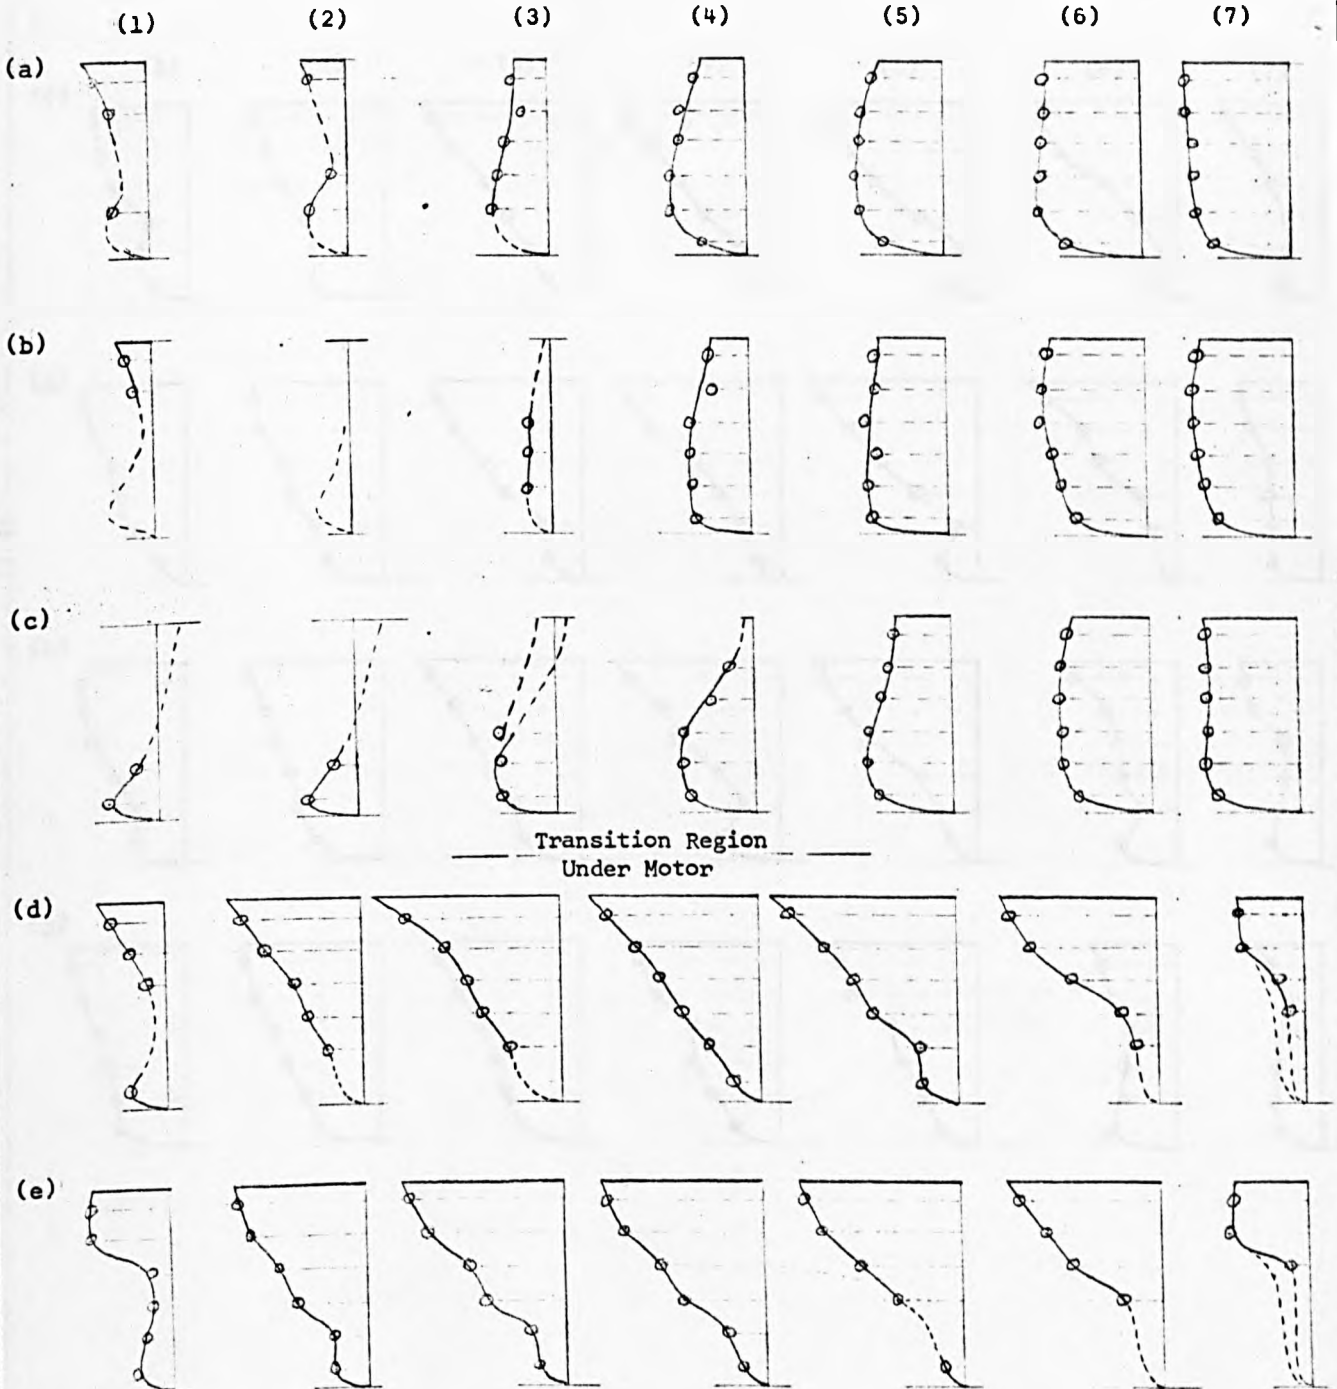 (1) (2) (3) (4) (5) (6) (7)
(a)
(b)
(c)
Transition Region
Under Motor
(d)
(e)